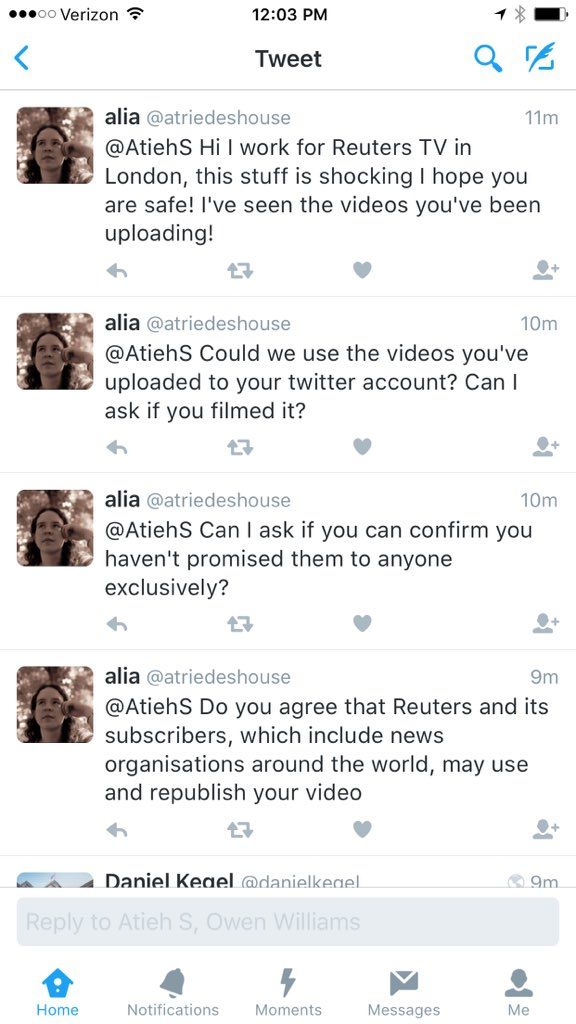 Verizon 12:03 PM
Tweet
alia @atriedeshouse 11m
@AtiehS Hi I work for Reuters TV in
London, this stuff is shocking I hope you
are safe! I've seen the videos you've been
uploading!
alia @atriedeshouse 10m
@AtiehS Could we use the videos you've
uploaded to your twitter account? Can I
ask if you filmed it?
alia @atriedeshouse 10m
@AtiehS Can I ask if you can confirm you
haven't promised them to anyone
exclusively?
alia @atriedeshouse 9m
@AtiehS Do you agree that Reuters and its
subscribers, which include news
organisations around the world, may use
and republish your video
Daniel Kegel @danielkegel 9m
Reply to Atieh S, Owen Williams
Home Notifications Moments Messages Me